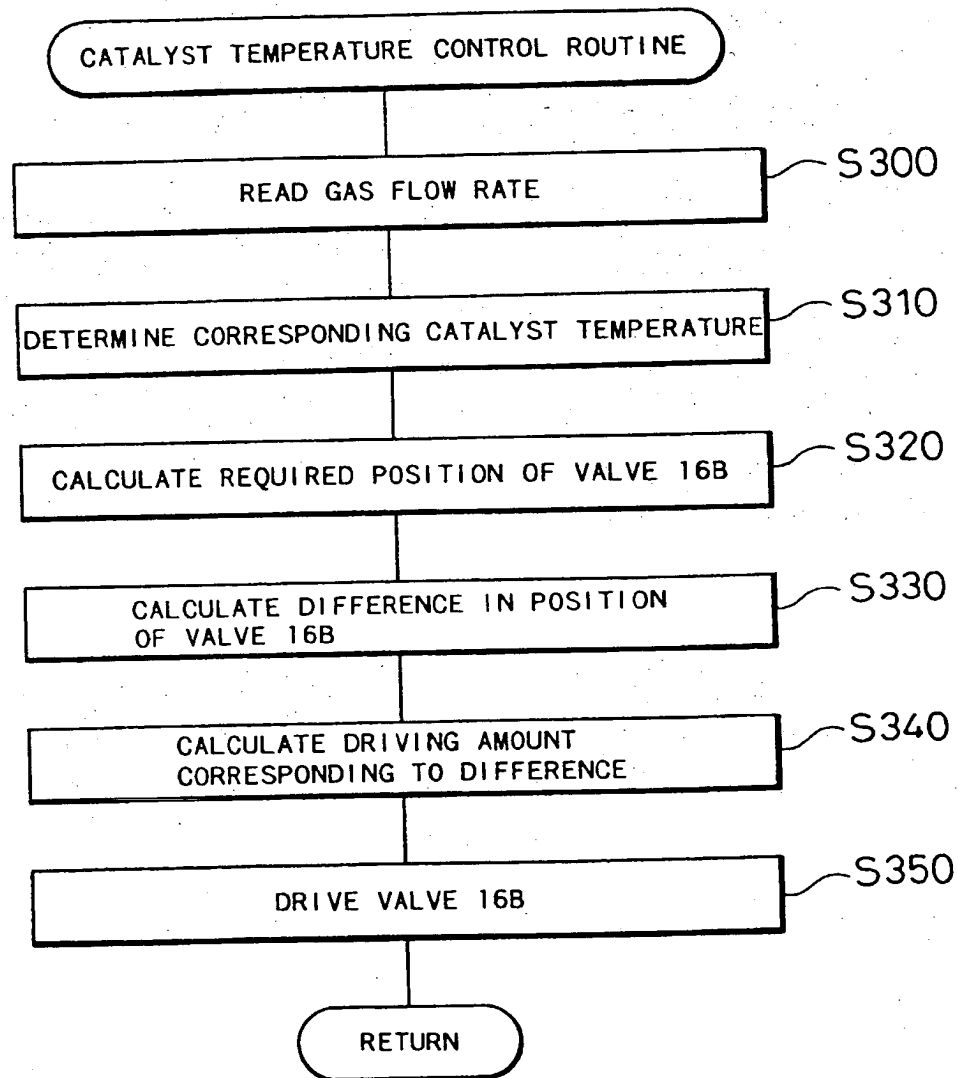 CATALYST TEMPERATURE CONTROL ROUTINE
READ GAS FLOW RATE
S300
DETERMINE CORRESPONDING CATALYST TEMPERATURE
S310
CALCULATE REQUIRED POSITION OF VALVE 16B
S320
CALCULATE DIFFERENCE IN POSITION
OF VALVE 16B
S330
CALCULATE DRIVING AMOUNT
CORRESPONDING TO DIFFERENCE
S340
DRIVE VALVE 16B
S350
RETURN